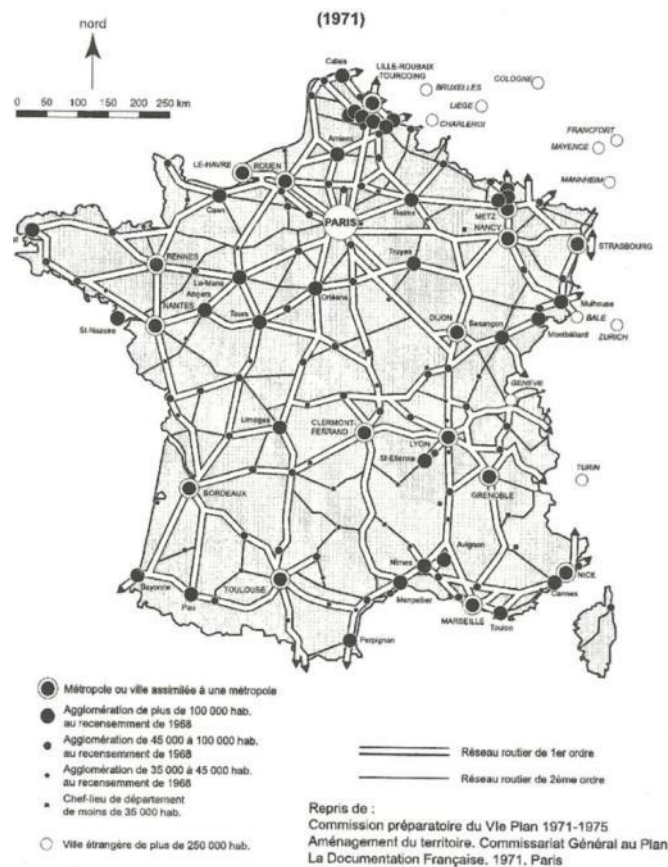 (1971)
nord
0 50 100 150 200 250 km
Calais
LILLE-ROUBAIX
TOURCOING
BRUXELLES
COLOGNE
LIEGE
CHARLEROI
FRANCFORT
MAYENCE
MANNHEIM
Amiens
LE-HAVRE
ROUEN
Caen
PARIS
Reims
METZ
NANCY
STRASBOURG
RENNES
Le-Mans
Angers
NANTES
Tours
Orléans
Troyes
St-Nazaire
DIJON
Besançon
Mulhouse
Montbéliard
BALE
ZURICH
GENEVE
Limoges
CLERMONT-
FERRAND
LYON
St-Etienne
TURIN
BORDEAUX
GRENOBLE
Avignon
Nîmes
NICE
Cannes
Bayonne
Pau
TOULOUSE
Monpellier
MARSEILLE
Toulon
Perpignan
Métropole ou ville assimilée à une métropole
Agglomération de plus de 100 000 hab.
au recensemment de 1968
Agglomération de 45 000 à 100 000 hab.
au recensemment de 1968
Agglomération de 35 000 à 45 000 hab.
au recensemment de 1968
Chef-lieu de département
de moins de 35 000 hab.
Ville étrangère de plus de 250 000 hab.
Réseau routier de 1er ordre
Réseau routier de 2ème ordre
Repris de :
Commission préparatoire du VIe Plan 1971-1975
Aménagement du territoire. Commissariat Général au Plan
La Documentation Française, 1971, Paris